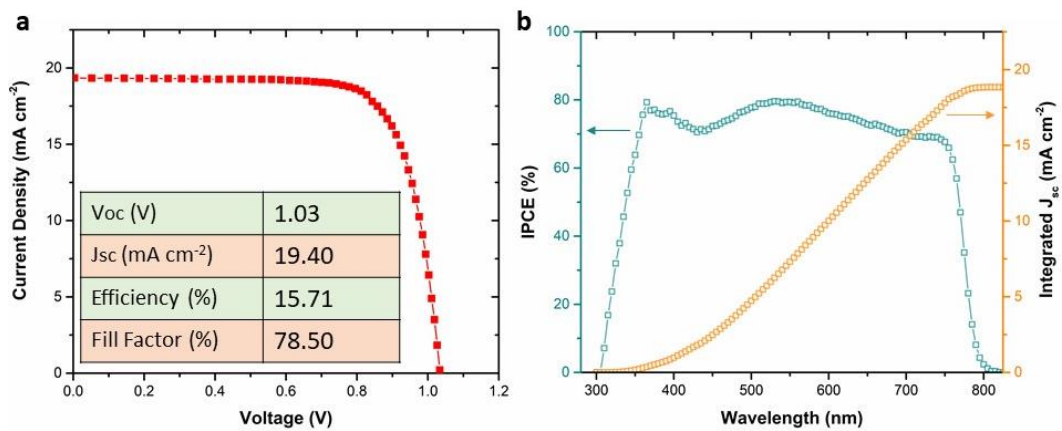 a
Current Density (mA cm⁻²)
20
15
10
5
0
Voc (V) 1.03
Jsc (mA cm⁻²) 19.40
Efficiency (%) 15.71
Fill Factor (%) 78.50
0.0 0.2 0.4 0.6 0.8 1.0 1.2
Voltage (V)
b
IPCE (%)
100
80
60
40
20
0
20
15
10
5
0
Integrated Jsc (mA cm⁻²)
300 400 500 600 700 800
Wavelength (nm)